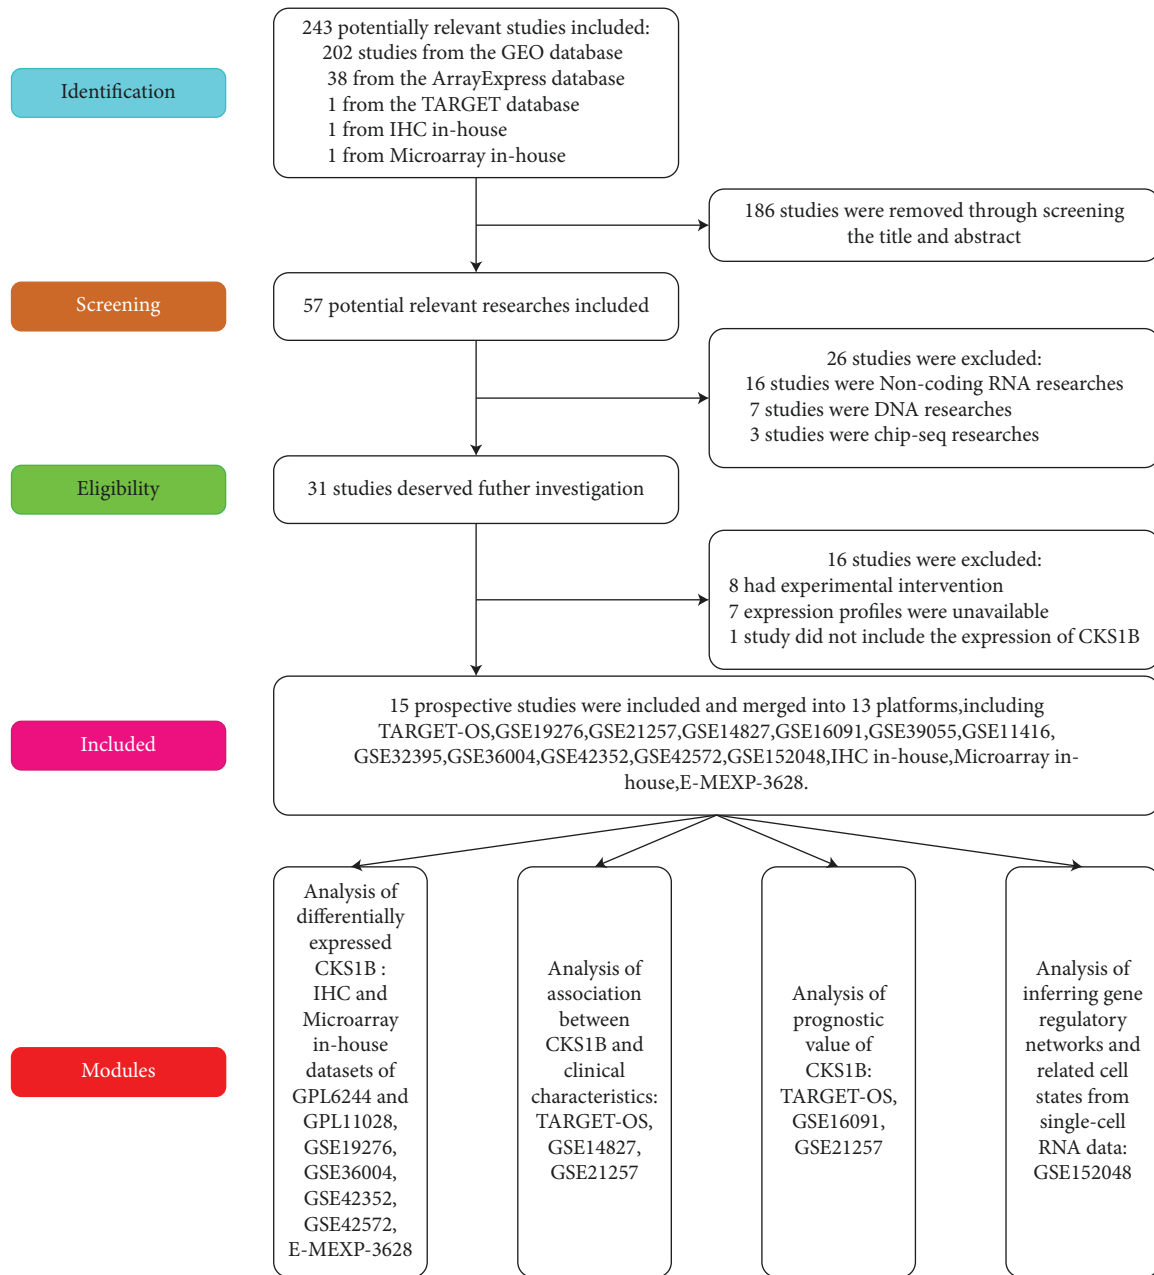 243 potentially relevant studies included:
202 studies from the GEO database
38 from the ArrayExpress database
1 from the TARGET database
1 from IHC in-house
1 from Microarray in-house
Identification
186 studies were removed through screening
the title and abstract
Screening
57 potential relevant researches included
26 studies were excluded:
16 studies were Non-coding RNA researches
7 studies were DNA researches
3 studies were chip-seq researches
Eligibility
31 studies deserved futher investigation
16 studies were excluded:
8 had experimental intervention
7 expression profiles were unavailable
1 study did not include the expression of CKS1B
Included
15 prospective studies were included and merged into 13 platforms,including
TARGET-OS,GSE19276,GSE21257,GSE14827,GSE16091,GSE39055,GSE11416,
GSE32395,GSE36004,GSE42352,GSE42572,GSE152048,IHC in-house,Microarray in-
house,E-MEXP-3628.
Modules
Analysis of
differentially
expressed
CKS1B :
IHC and
Microarray
in-house
datasets of
GPL6244 and
GPL11028,
GSE19276,
GSE36004,
GSE42352,
GSE42572,
E-MEXP-3628
Analysis of
association
between
CKS1B and
clinical
characteristics:
TARGET-OS,
GSE14827,
GSE21257
Analysis of
prognostic
value of
CKS1B:
TARGET-OS,
GSE16091,
GSE21257
Analysis of
inferring gene
regulatory
networks and
related cell
states from
single-cell
RNA data:
GSE152048